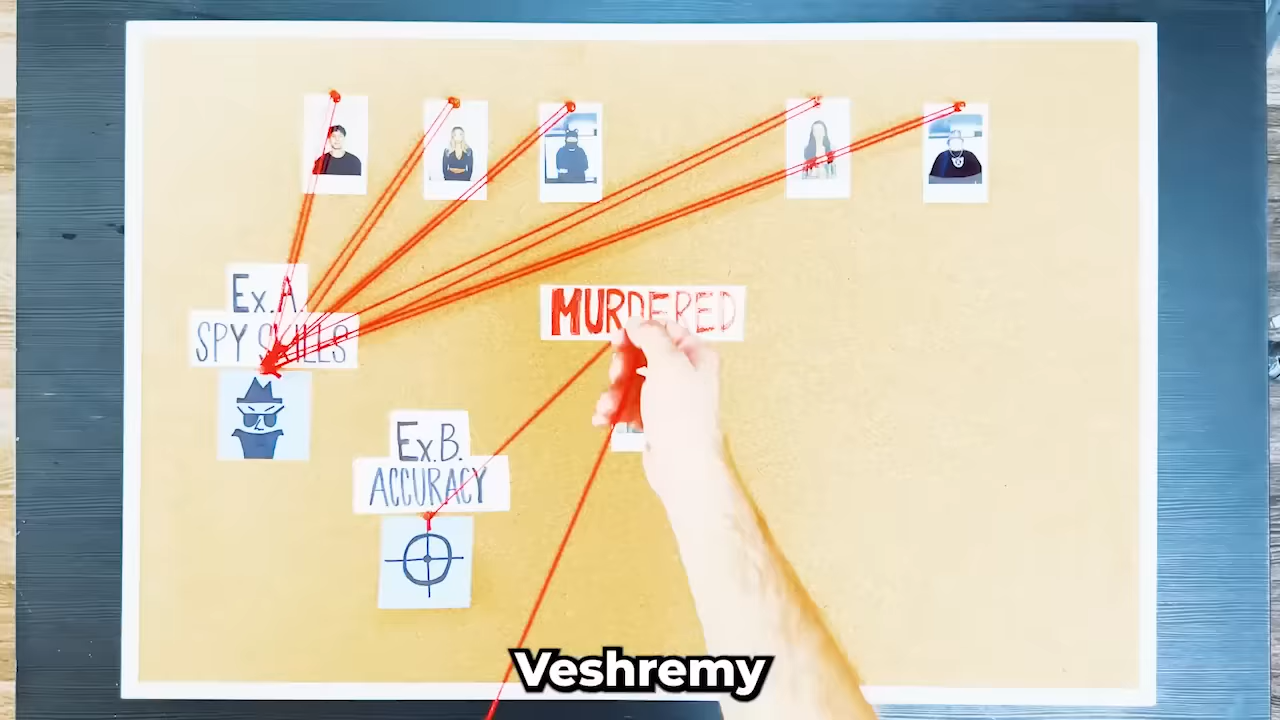 Ex.A
SPY SKILLS
MURDERED
Ex.B.
ACCURACY
Veshremy